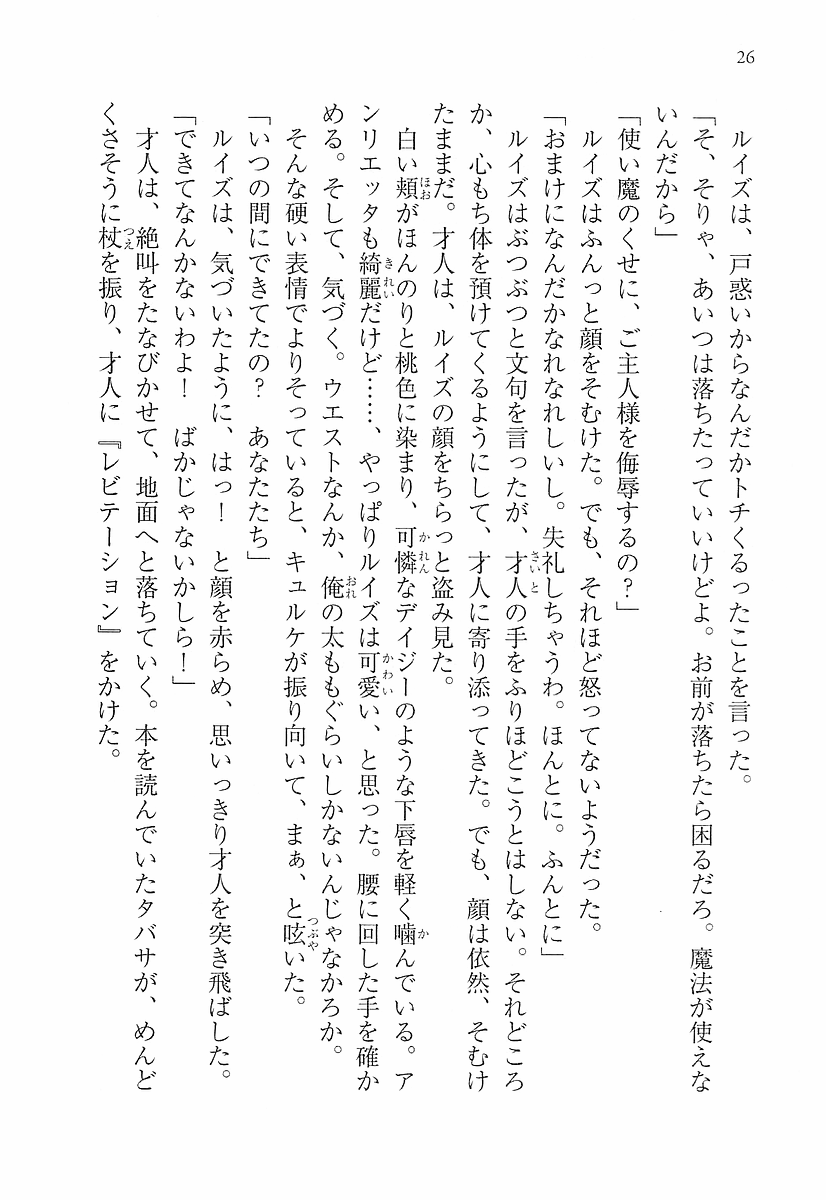 26
ルイズは、戸惑いからなんだかトチくるったことを言った。
「そ、そりゃ、あいつは落ちたっていいけどよ。お前が落ちたら困るだろ。魔法が使えな
いんだから」
「使い魔のくせに、ご主人様を侮辱するの？」
ルイズはふんっと顔をそむけた。でも、それほど怒ってないようだった。
「おまけになんだかなれなれしいし。失礼しちゃうわ。ほんとに。ふんとに」
ルイズはぶつぶつと文句を言ったが、才人の手をふりほどこうとはしない。それどころ
か、心もち体を預けてくるようにして、才人に寄り添ってきた。でも、顔は依然、そむけ
たままだ。才人は、ルイズの顔をちらっと盗み見た。
白い頬がほんのりと桃色に染まり、可憐なデイジーのような下唇を軽く噛んでいる。ア
ンリエッタも綺麗だけど……、やっぱりルイズは可愛い、と思った。腰に回した手を確か
める。そして、気づく。ウエストなんか、俺の太ももぐらいしかないんじゃなかろか。
そんな硬い表情でよりそっていると、キュルケが振り向いて、まぁ、と呟いた。
「いつの間にできてたの？　あなたたち」
ルイズは、気づいたように、はっ！　と顔を赤らめ、思いっきり才人を突き飛ばした。
「できてなんかないわよ！　ばかじゃないかしら！」
才人は、絶叫をたなびかせて、地面へと落ちていく。本を読んでいたタバサが、めんど
くさそうに杖を振り、才人に『レビテーション』をかけた。